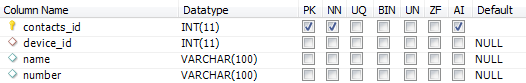 Column Name Datatype PK NN UQ BIN UN ZF AI Default
contacts_id INT(11)
device_id INT(11) NULL
name VARCHAR(100) NULL
number VARCHAR(100) NULL